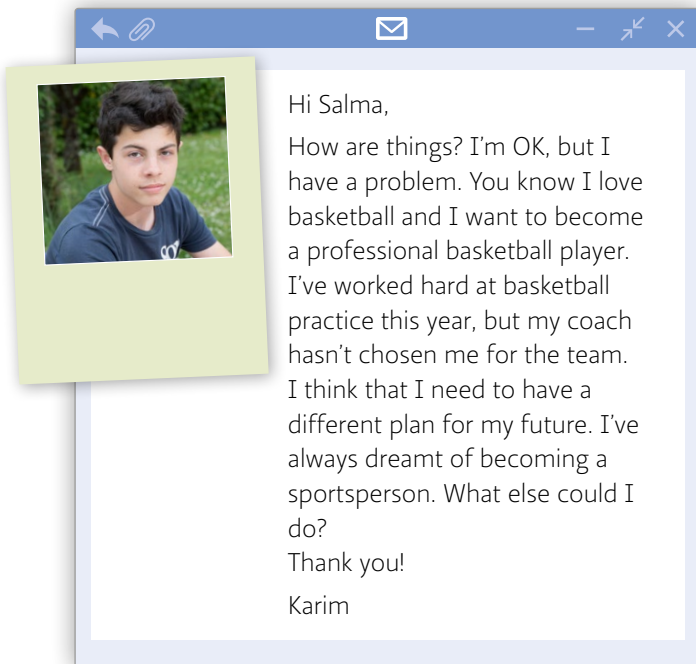 Hi Salma,
How are things? I’m OK, but I
have a problem. You know I love
basketball and I want to become
a professional basketball player.
I’ve worked hard at basketball
practice this year, but my coach
hasn’t chosen me for the team.
I think that I need to have a
different plan for my future. I’ve
always dreamt of becoming a
sportsperson. What else could I
do?
Thank you!
Karim